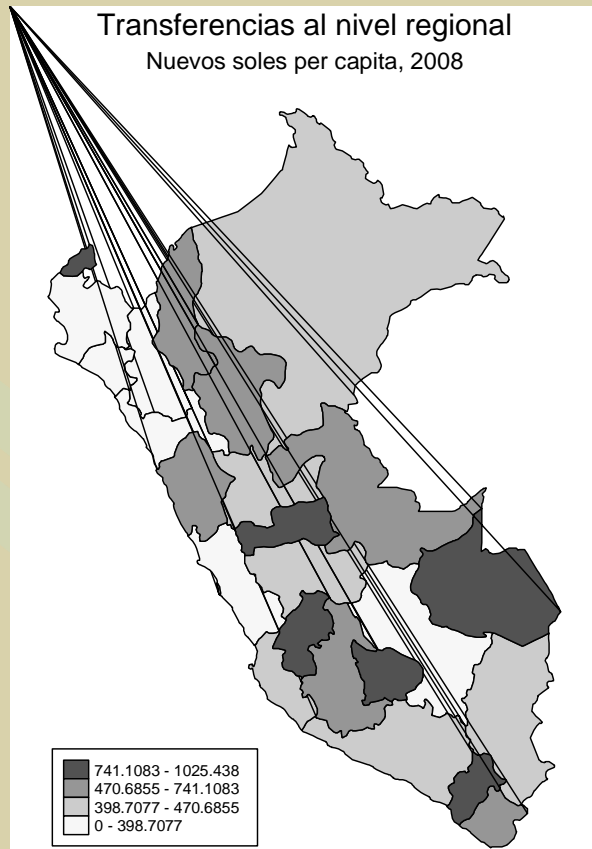 Transferencias al nivel regional
Nuevos soles per capita, 2008
741.1083 - 1025.438
470.6855 - 741.1083
398.7077 - 470.6855
0 - 398.7077